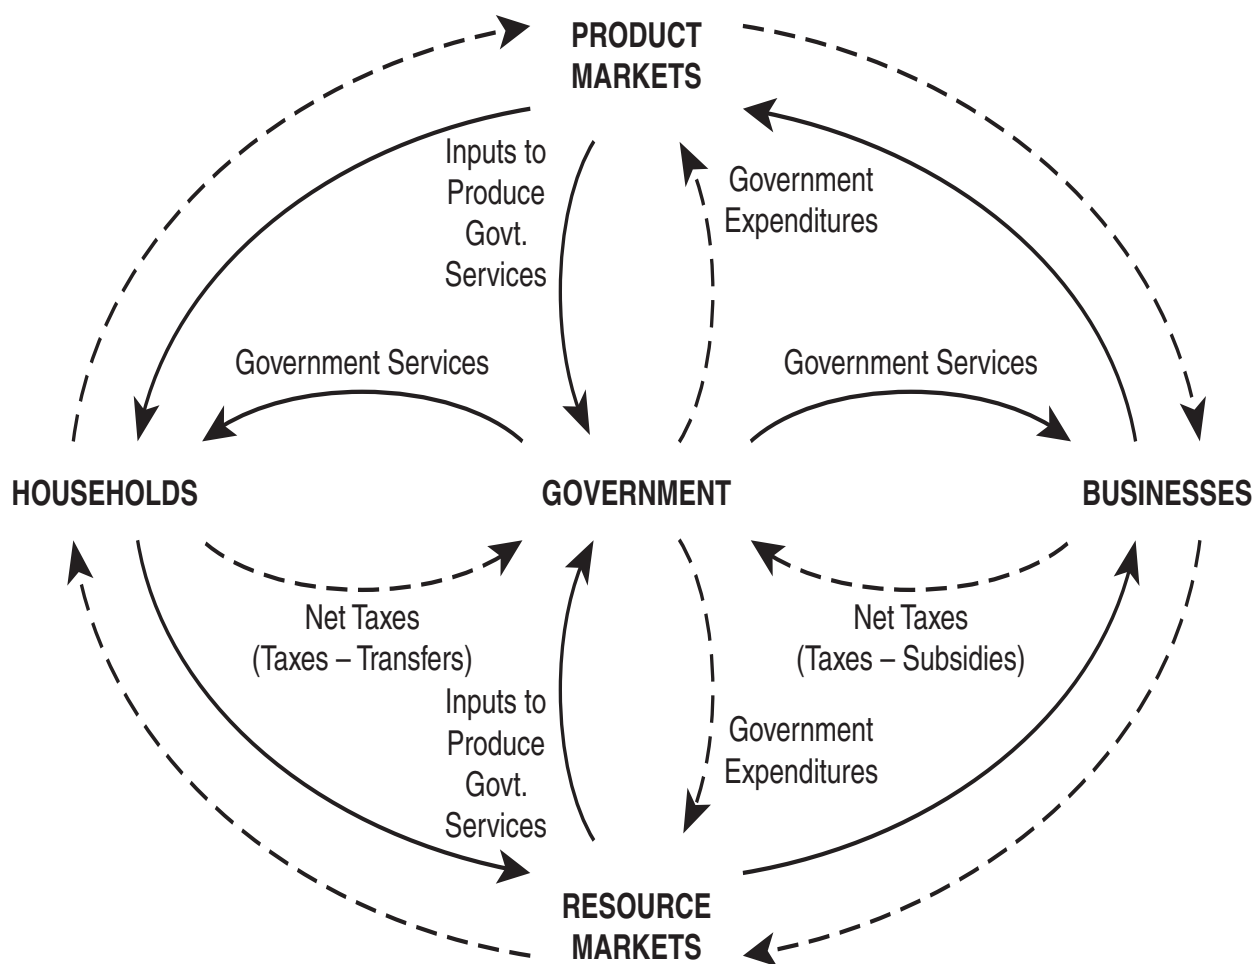 PRODUCT
MARKETS
Inputs to
Produce
Govt.
Services
Government
Expenditures
Government Services
Government Services
HOUSEHOLDS
GOVERNMENT
BUSINESSES
Net Taxes
(Taxes – Transfers)
Net Taxes
(Taxes – Subsidies)
Inputs to
Produce
Govt.
Services
Government
Expenditures
RESOURCE
MARKETS